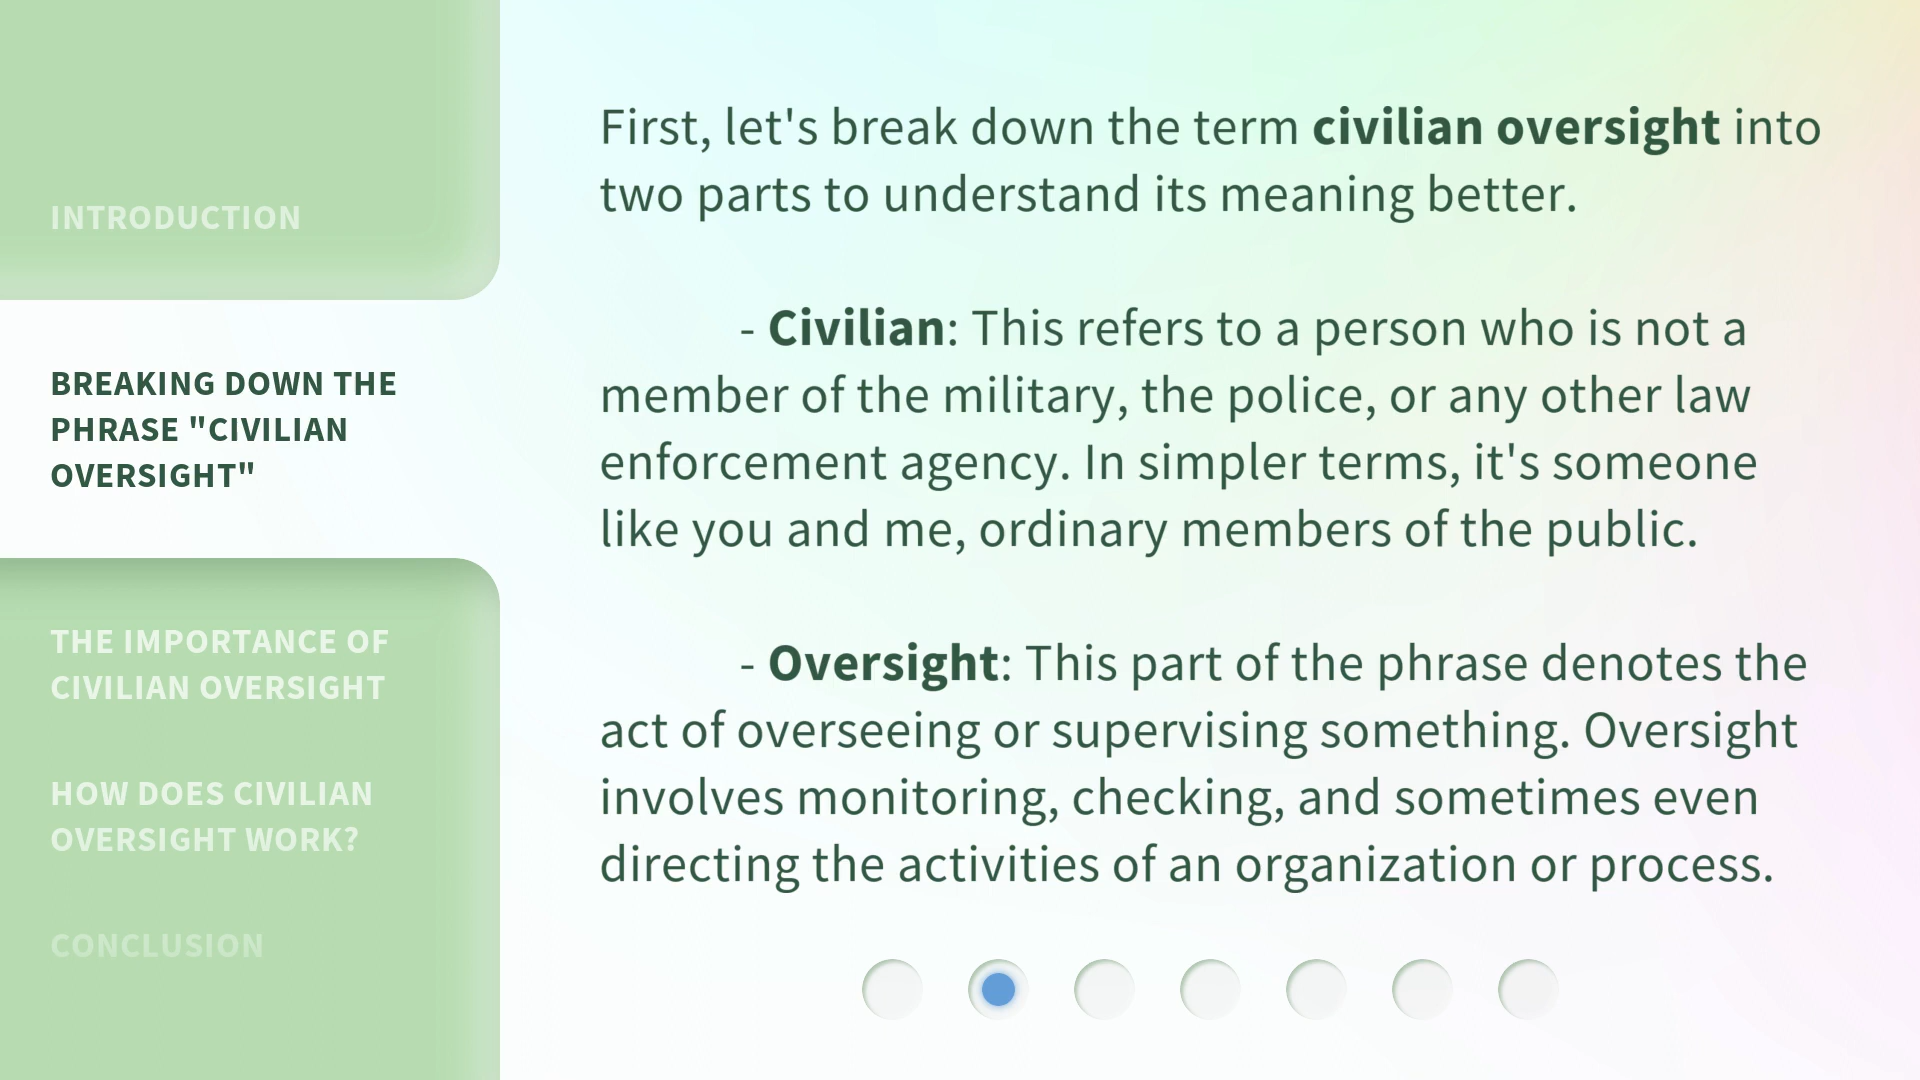 INTRODUCTION
BREAKING DOWN THE
PHRASE "CIVILIAN
OVERSIGHT"
THE IMPORTANCE OF
CIVILIAN OVERSIGHT
HOW DOES CIVILIAN
OVERSIGHT WORK?
CONCLUSION
First, let's break down the term civilian oversight into
two parts to understand its meaning better.
- Civilian: This refers to a person who is not a
member of the military, the police, or any other law
enforcement agency. In simpler terms, it's someone
like you and me, ordinary members of the public.
- Oversight: This part of the phrase denotes the
act of overseeing or supervising something. Oversight
involves monitoring, checking, and sometimes even
directing the activities of an organization or process.